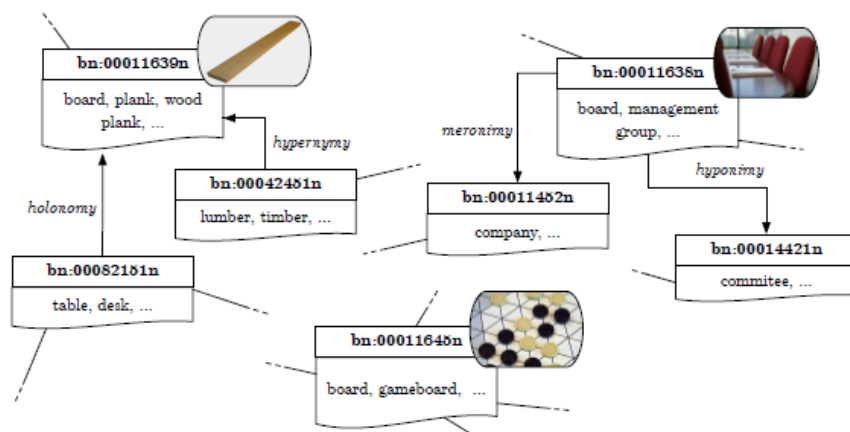 bn:00011639n
board, plank, wood
plank, ...
hypernymy
bn:00042451n
lumber, timber, ...
holonomy
bn:00082151n
table, desk, ...
bn:00011638n
board, management
group, ...
meronimy
bn:00011452n
company, ...
hyponimy
bn:00014421n
commitee, ...
bn:00011645n
board, gameboard, ...